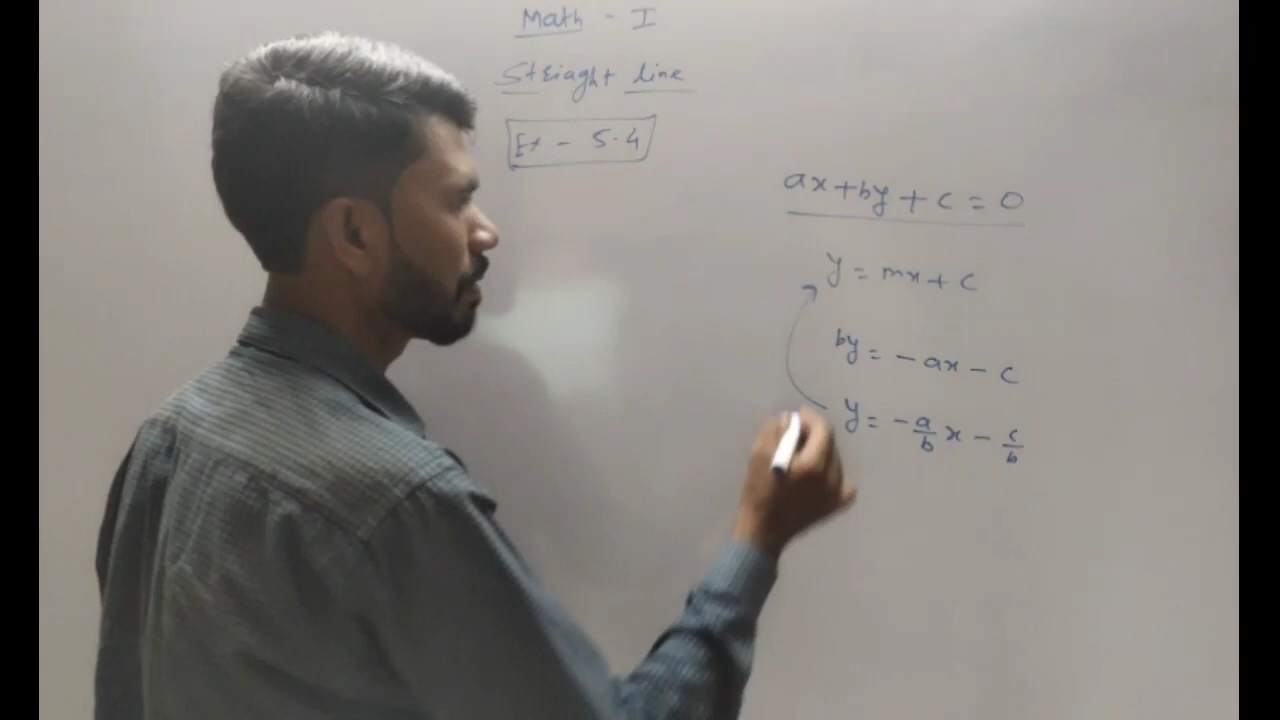 Math - I
Straight line
Ex - 5.4
ax+by+c=0
y = mx+c
by = -ax-c
y = -a/b x - c/b